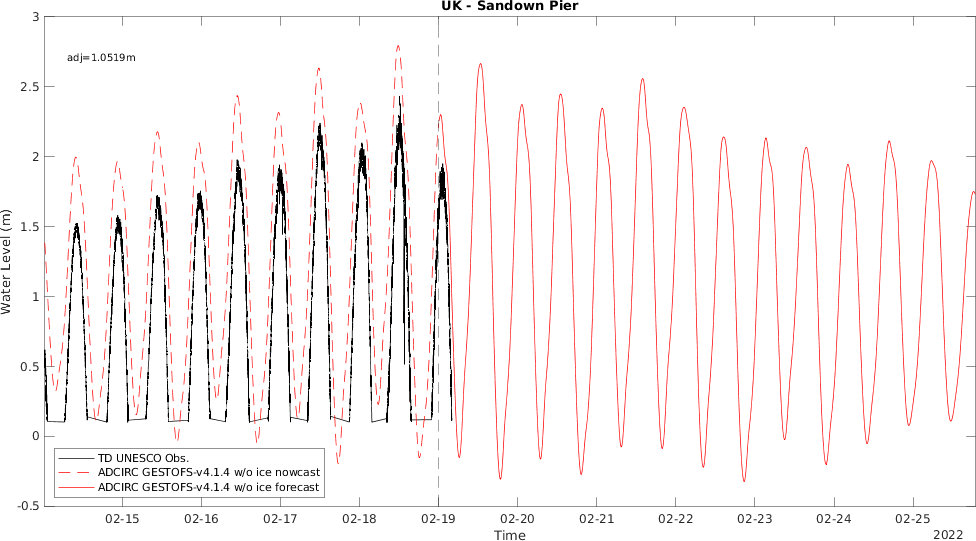 UK - Sandown Pier
adj=1.0519m
Water Level (m)
3
2.5
2
1.5
1
0.5
0
-0.5
TD UNESCO Obs.
ADCIRC GESTOFS-v4.1.4 w/o ice nowcast
ADCIRC GESTOFS-v4.1.4 w/o ice forecast
02-15 02-16 02-17 02-18 02-19 02-20 02-21 02-22 02-23 02-24 02-25
Time
2022